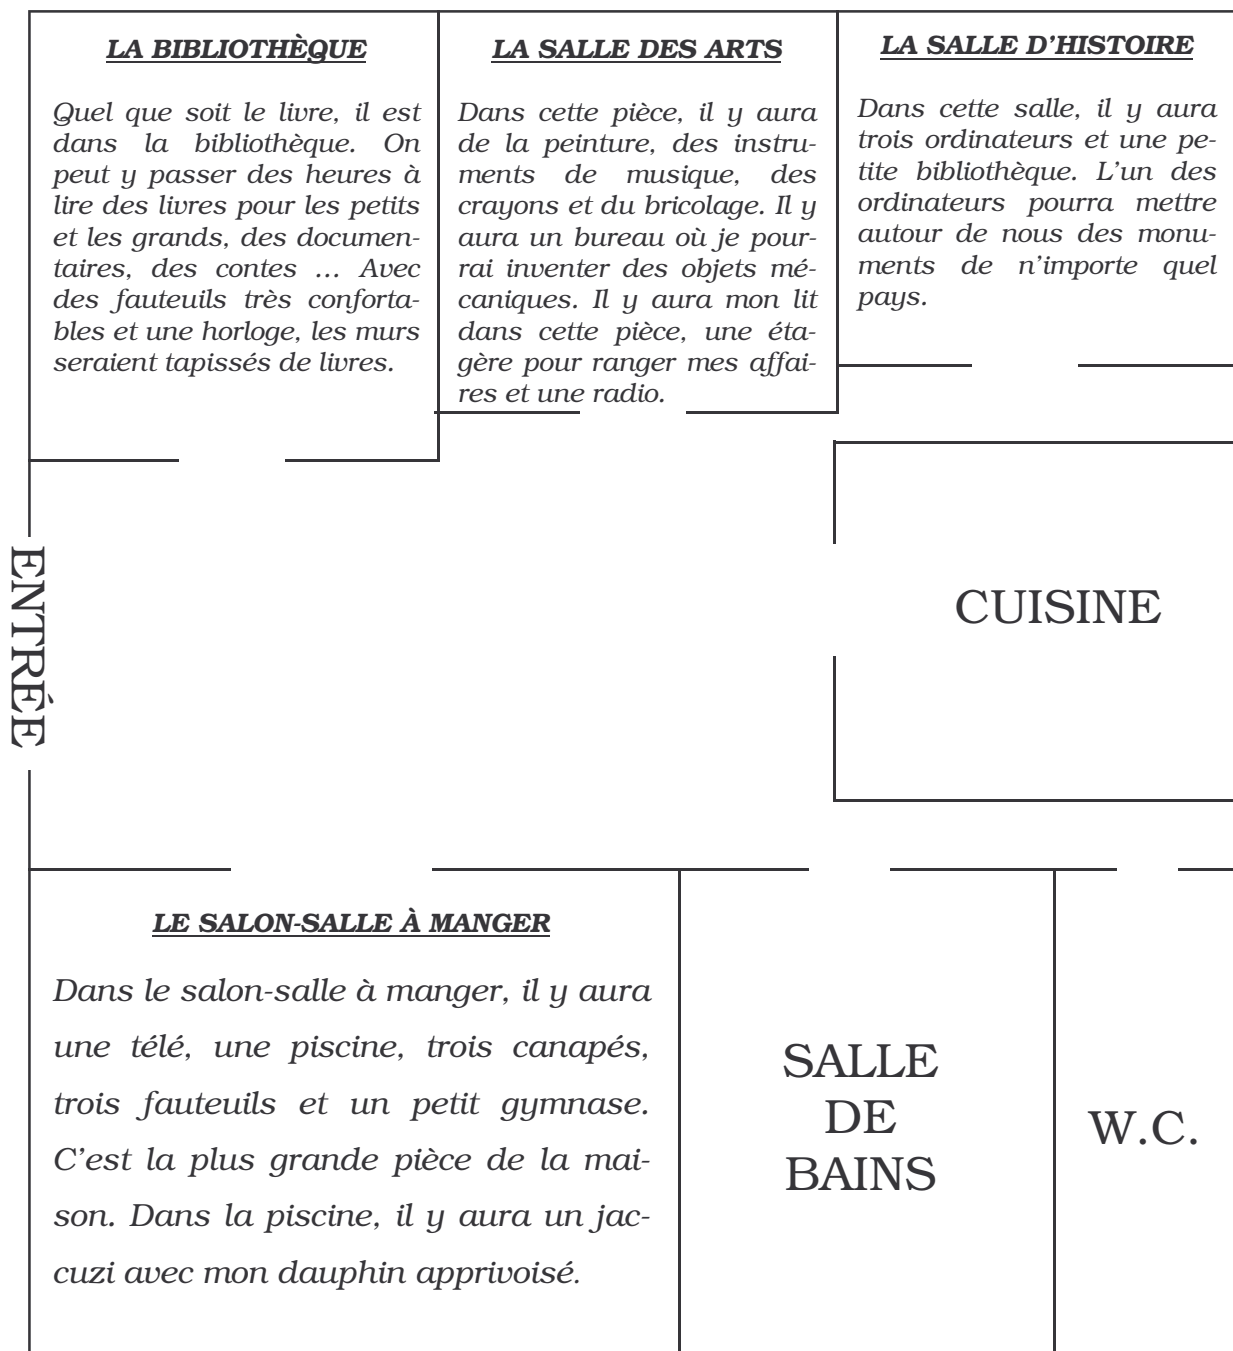 LA BIBLIOTHÈQUE
Quel que soit le livre, il est
dans la bibliothèque. On
peut y passer des heures à
lire des livres pour les petits
et les grands, des documen-
taires, des contes ... Avec
des fauteuils très conforta-
bles et une horloge, les murs
seraient tapissés de livres.
LA SALLE DES ARTS
Dans cette pièce, il y aura
de la peinture, des instru-
ments de musique, des
crayons et du bricolage. Il y
aura un bureau où je pour-
rai inventer des objets mé-
caniques. Il y aura mon lit
dans cette pièce, une éta-
gère pour ranger mes affai-
res et une radio.
LA SALLE D'HISTOIRE
Dans cette salle, il y aura
trois ordinateurs et une pe-
tite bibliothèque. L'un des
ordinateurs pourra mettre
autour de nous des monu-
ments de n'importe quel
pays.
ENTRÉE
CUISINE
LE SALON-SALLE À MANGER
Dans le salon-salle à manger, il y aura
une télé, une piscine, trois canapés,
trois fauteuils et un petit gymnase.
C'est la plus grande pièce de la mai-
son. Dans la piscine, il y aura un jac-
cuzi avec mon dauphin apprivoisé.
SALLE
DE
BAINS
W.C.